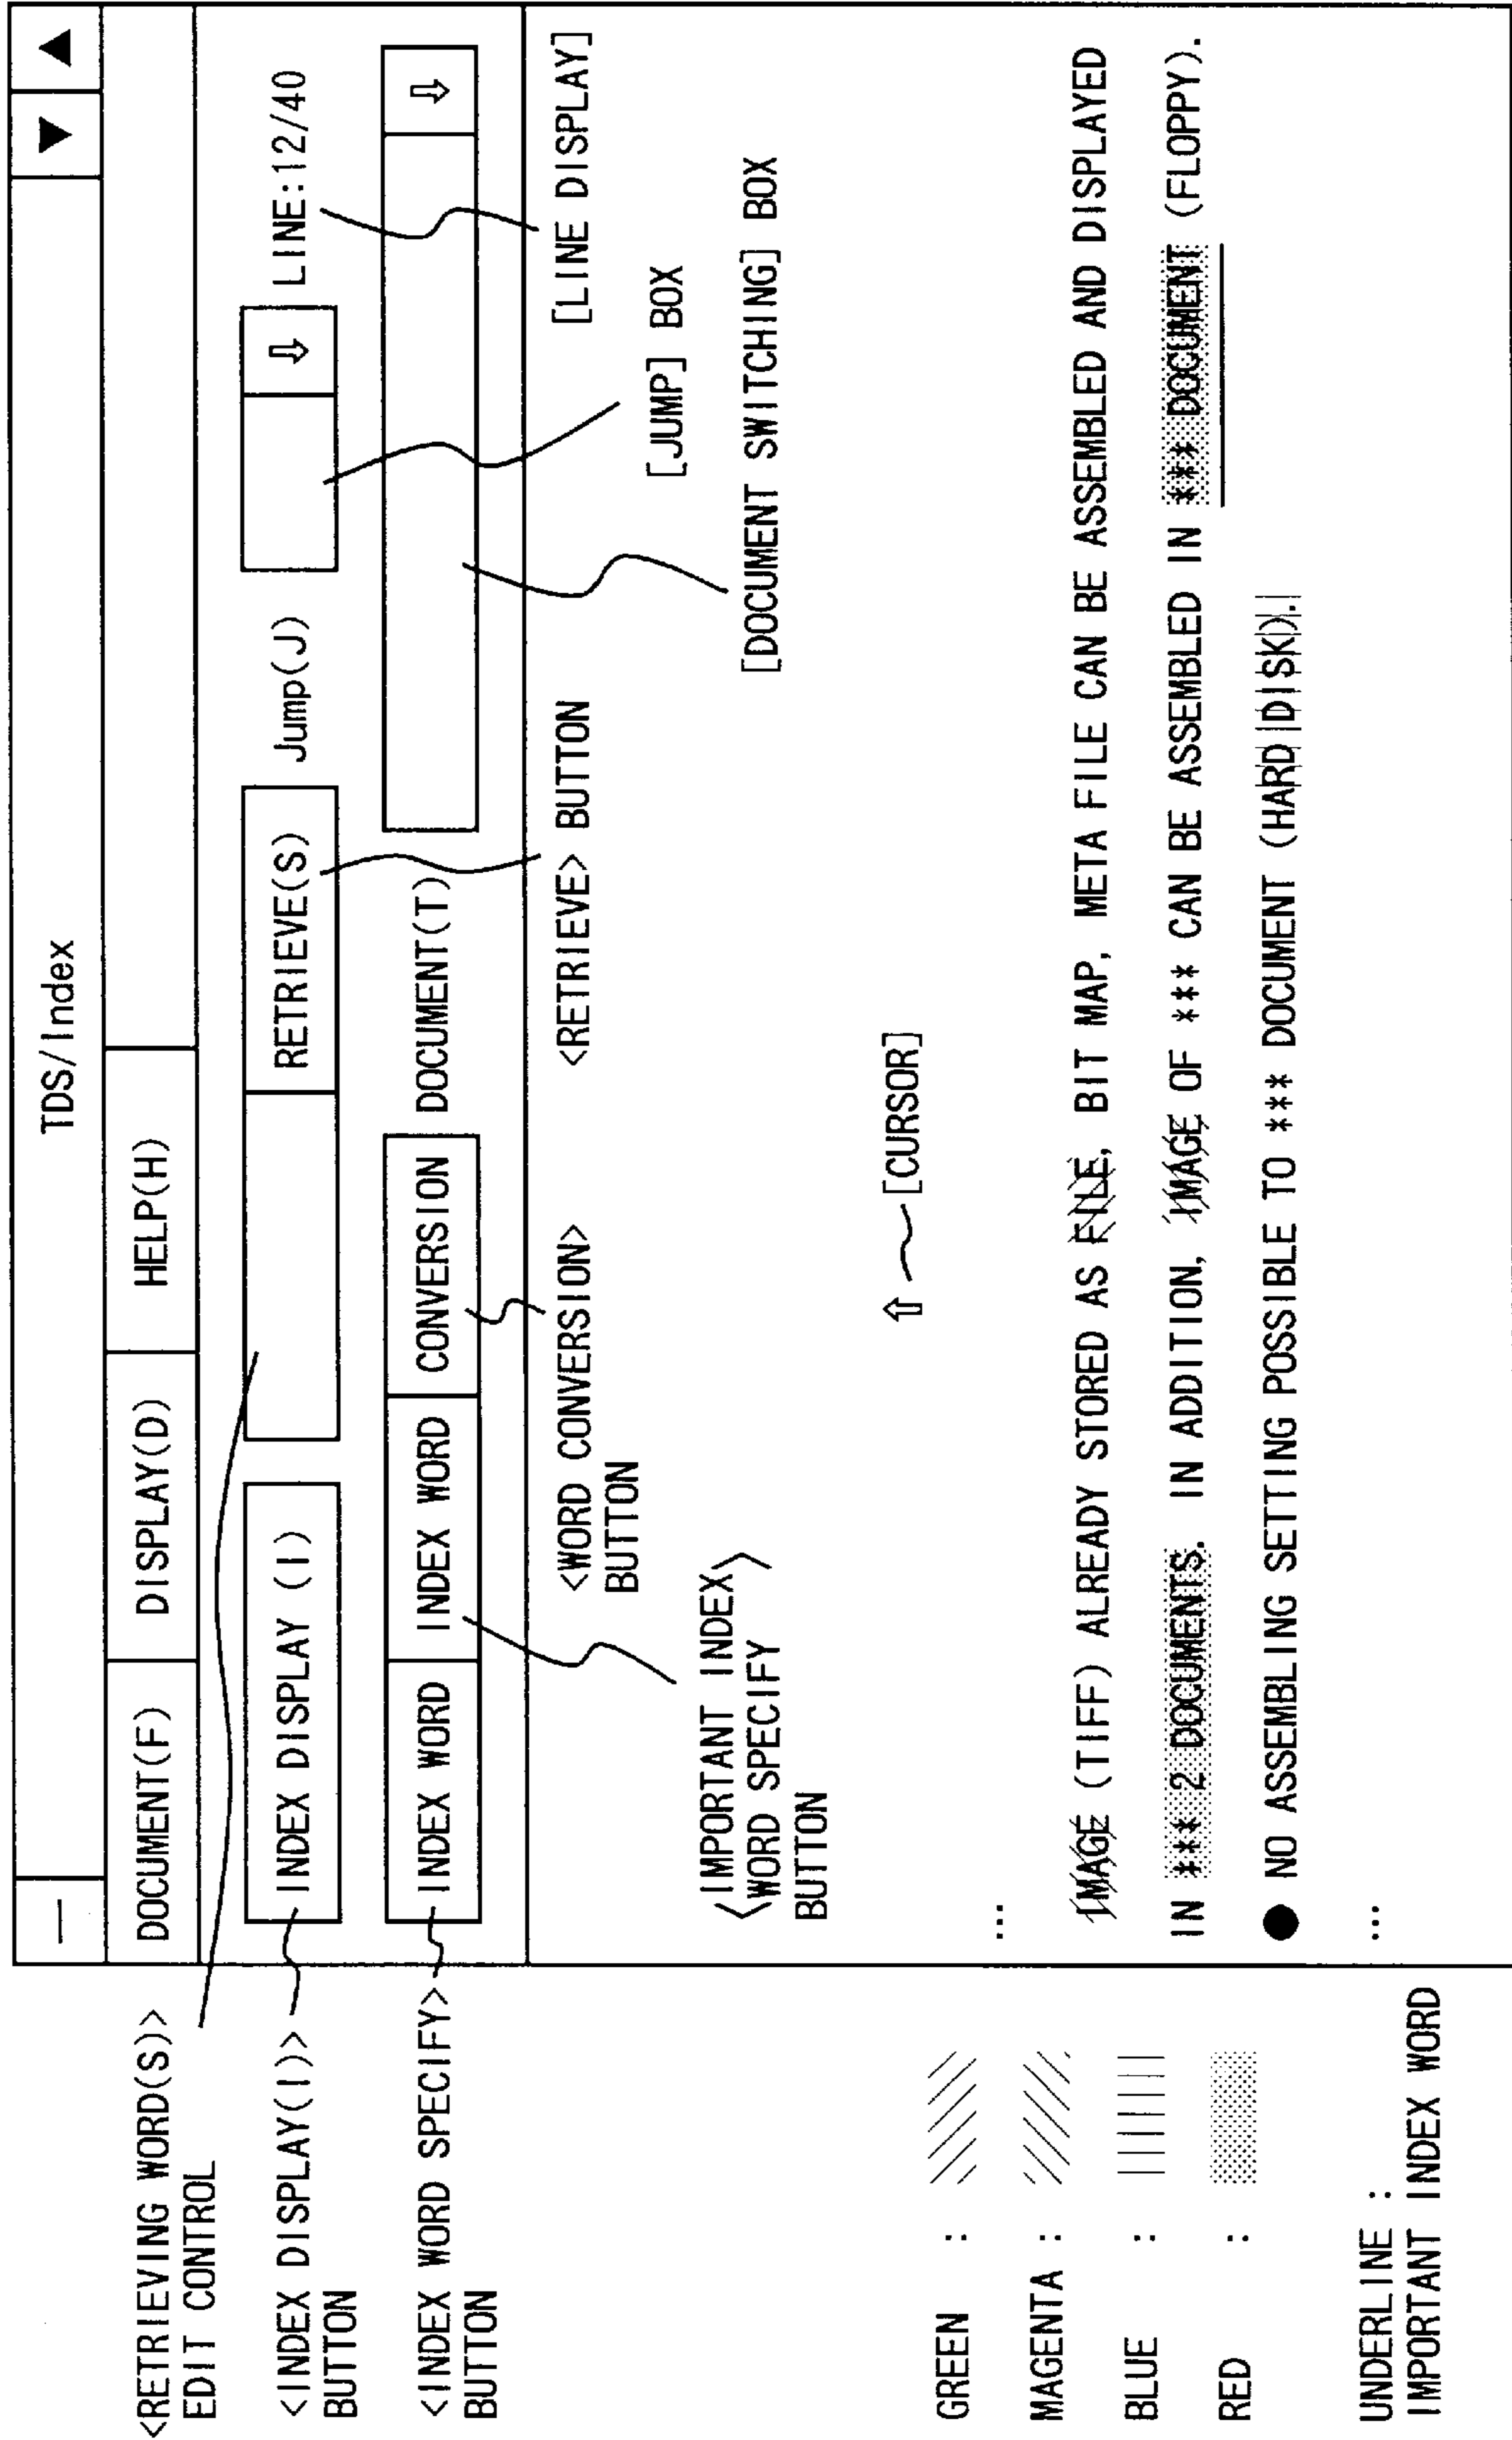 TDS/Index
DOCUMENT(F) DISPLAY(D) HELP(H)
<RETRIEVING WORD(S)>
EDIT CONTROL
INDEX DISPLAY (I) RETRIEVE(S) Jump(J) LINE:12/40
<INDEX DISPLAY(I)>
BUTTON
INDEX WORD INDEX WORD CONVERSION DOCUMENT(T)
<INDEX WORD SPECIFY>
BUTTON
<WORD CONVERSION>
BUTTON
<RETRIEVE> BUTTON
[LINE DISPLAY]
[JUMP] BOX
[DOCUMENT SWITCHING] BOX
<IMPORTANT INDEX
WORD SPECIFY>
BUTTON
[CURSOR]
...
IMAGE (TIFF) ALREADY STORED AS FILE, BIT MAP, META FILE CAN BE ASSEMBLED AND DISPLAYED
IN *** 2 DOCUMENTS. IN ADDITION, IMAGE OF *** CAN BE ASSEMBLED IN *** DOCUMENT (FLOPPY).
● NO ASSEMBLING SETTING POSSIBLE TO *** DOCUMENT (HARD DISK).
...
GREEN :
MAGENTA :
BLUE :
RED :
UNDERLINE :
IMPORTANT INDEX WORD